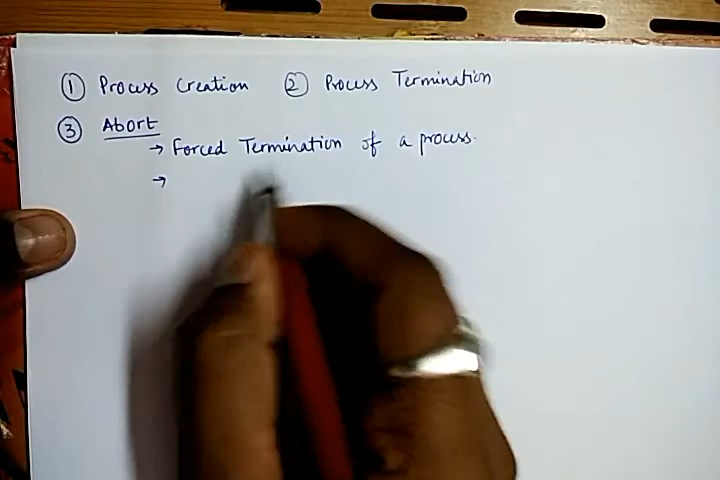 ① Process Creation ② Process Termination
③ Abort
→ Forced Termination of a process.
→